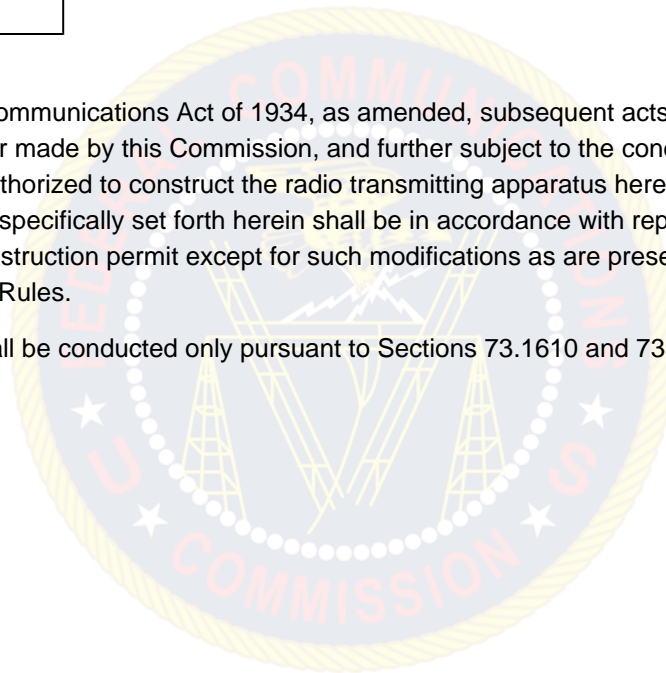 ommunications Act of 1934, as amended, subsequent acts
r made by this Commission, and further subject to the cond
thorized to construct the radio transmitting apparatus here
specifically set forth herein shall be in accordance with rep
nstruction permit except for such modifications as are prese
Rules.
all be conducted only pursuant to Sections 73.1610 and 73
FEDERAL COMMUNICATIONS
COMMISSION
U S